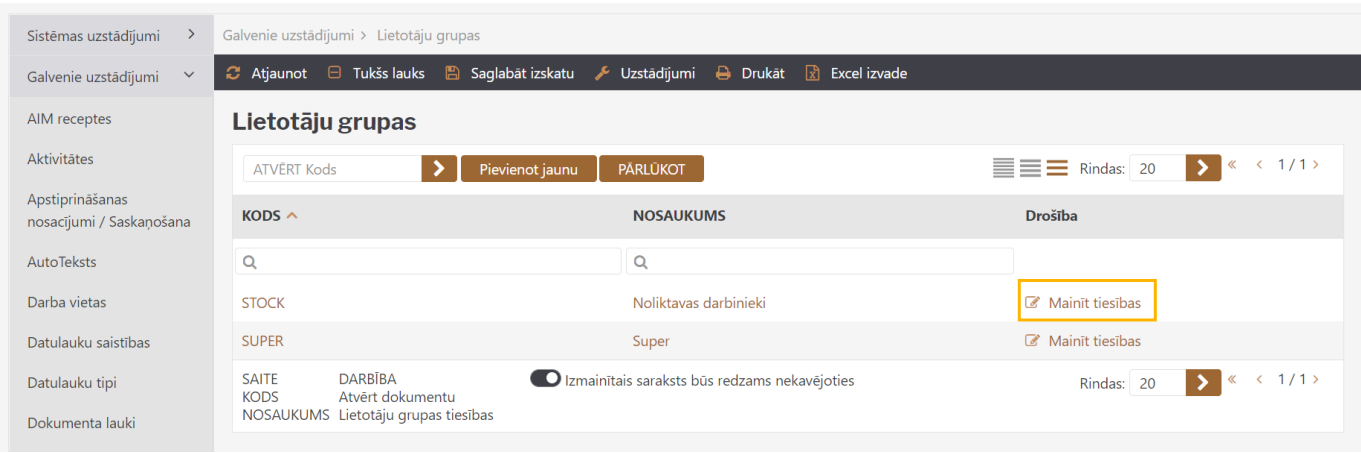 Sistēmas uzstādījumi
Galvenie uzstādījumi
AIM receptes
Aktivitātes
Apstiprināšanas
nosacījumi / Saskaņošana
AutoTeksts
Darba vietas
Datulauku saistības
Datulauku tipi
Dokumenta lauki
Galvenie uzstādījumi > Lietotāju grupas
Atjaunot Tukšs lauks Saglabāt izskatu Uzstādījumi Drukāt Excel izvade
Lietotāju grupas
ATVĒRT Kods Pievienot jaunu PĀRLŪKOT Rindas: 20 « < 1 / 1 >
KODS NOSAUKUMS Drošība
STOCK Noliktavas darbinieki Mainīt tiesības
SUPER Super Mainīt tiesības
SAITE DARBĪBA Izmainītais saraksts būs redzams nekavējoties Rindas: 20 « < 1 / 1 >
KODS Atvērt dokumentu
NOSAUKUMS Lietotāju grupas tiesības